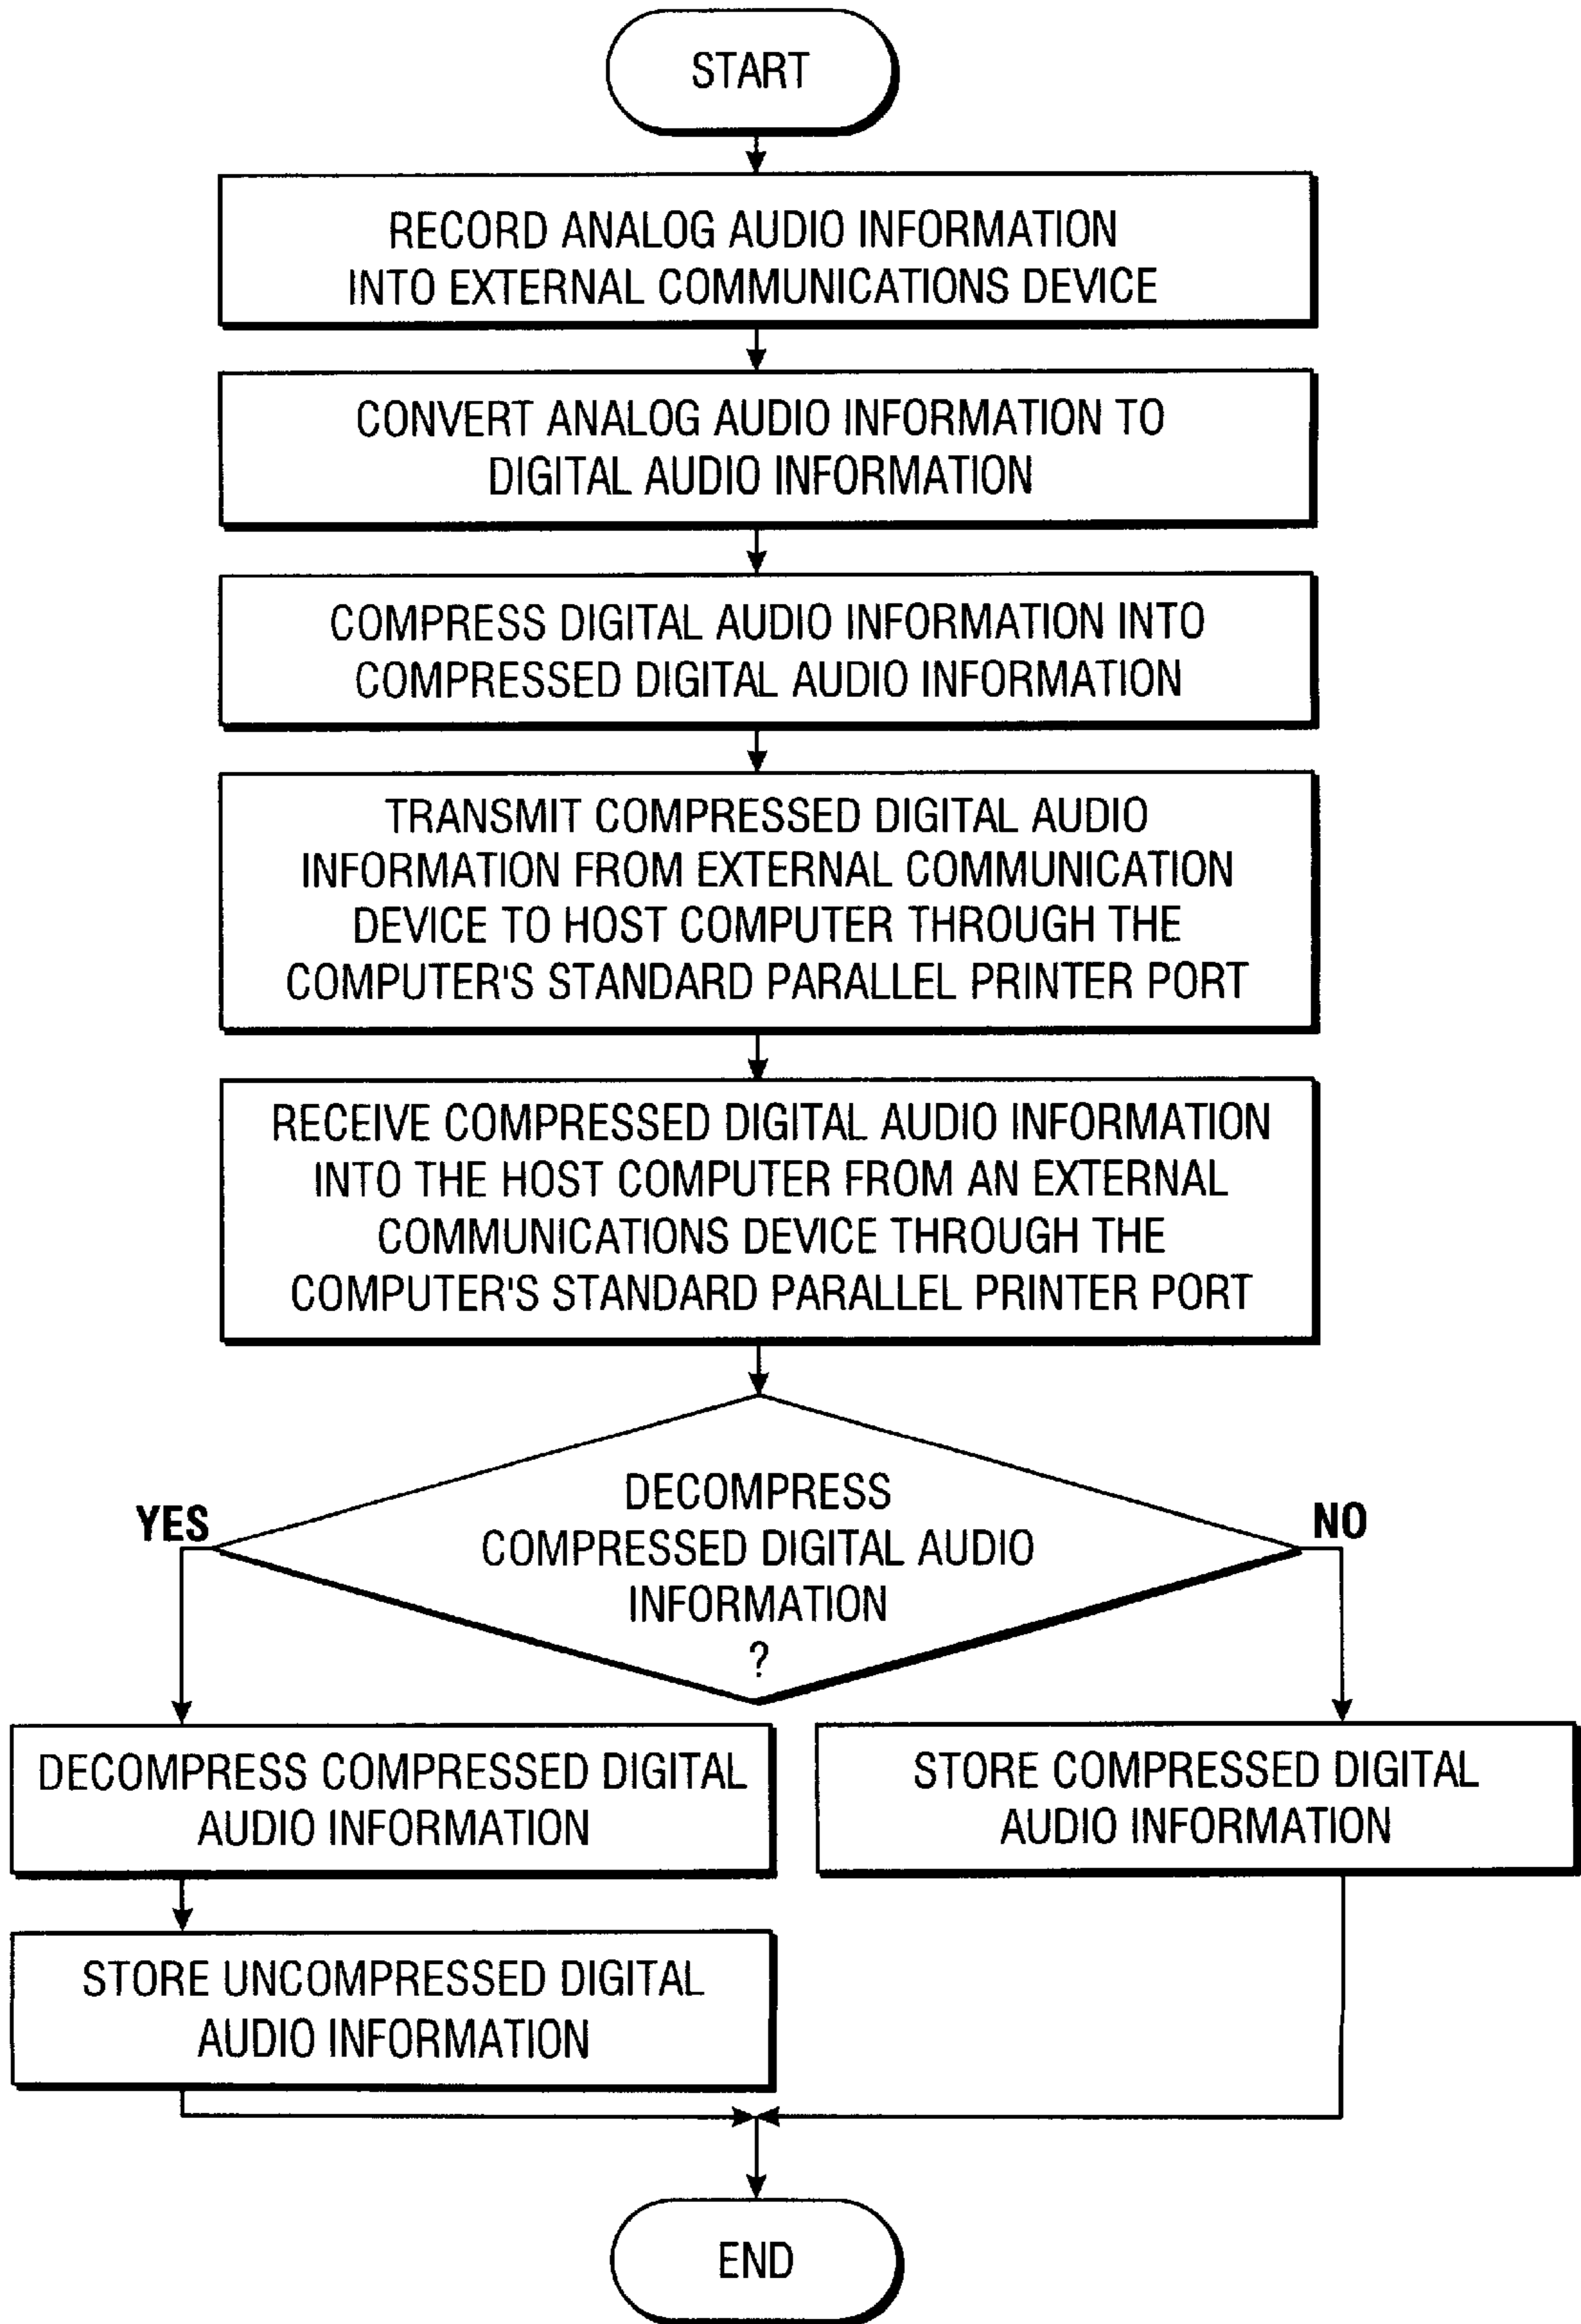 START
RECORD ANALOG AUDIO INFORMATION
INTO EXTERNAL COMMUNICATIONS DEVICE
CONVERT ANALOG AUDIO INFORMATION TO
DIGITAL AUDIO INFORMATION
COMPRESS DIGITAL AUDIO INFORMATION INTO
COMPRESSED DIGITAL AUDIO INFORMATION
TRANSMIT COMPRESSED DIGITAL AUDIO
INFORMATION FROM EXTERNAL COMMUNICATION
DEVICE TO HOST COMPUTER THROUGH THE
COMPUTER'S STANDARD PARALLEL PRINTER PORT
RECEIVE COMPRESSED DIGITAL AUDIO INFORMATION
INTO THE HOST COMPUTER FROM AN EXTERNAL
COMMUNICATIONS DEVICE THROUGH THE
COMPUTER'S STANDARD PARALLEL PRINTER PORT
DECOMPRESS
COMPRESSED DIGITAL AUDIO
INFORMATION
?
YES
NO
DECOMPRESS COMPRESSED DIGITAL
AUDIO INFORMATION
STORE COMPRESSED DIGITAL
AUDIO INFORMATION
STORE UNCOMPRESSED DIGITAL
AUDIO INFORMATION
END